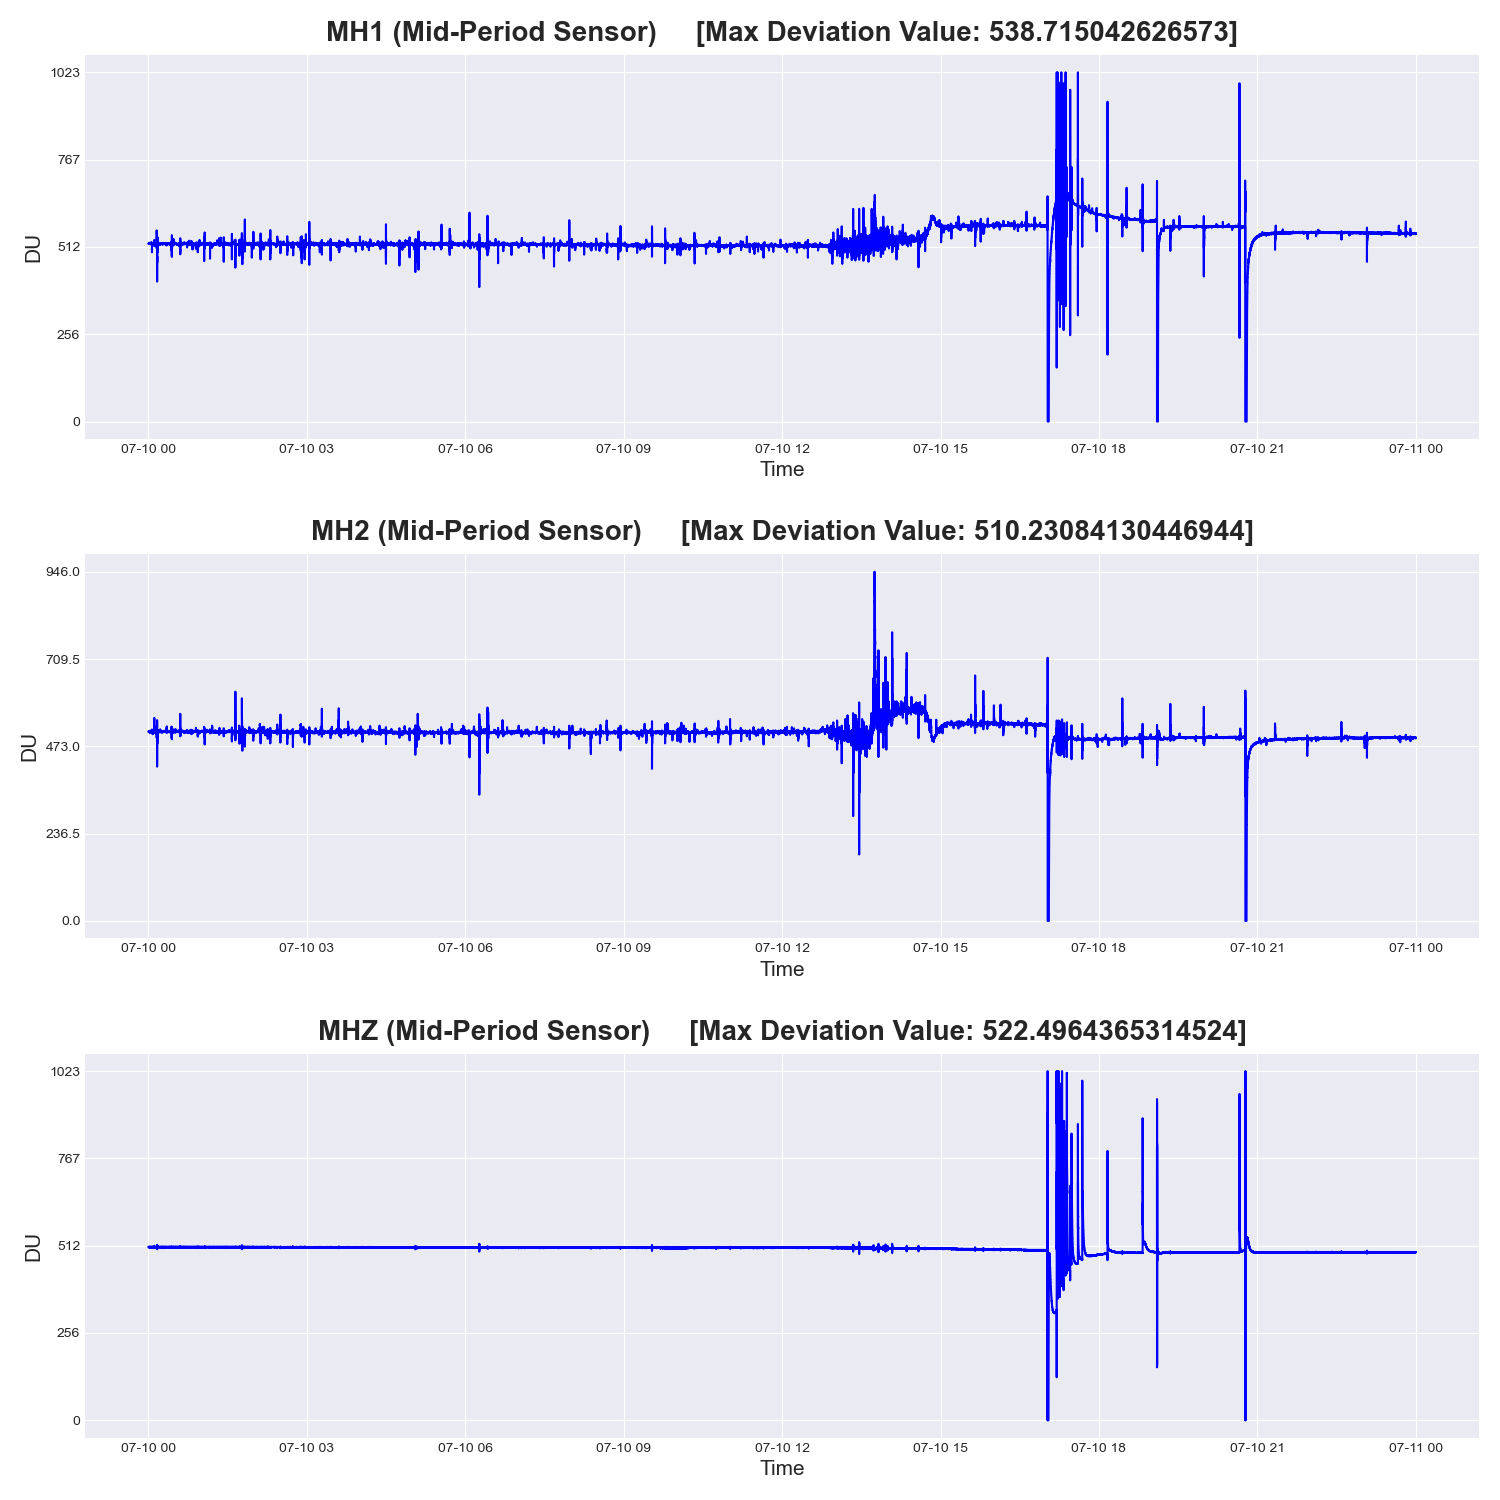 MH1 (Mid-Period Sensor) [Max Deviation Value: 538.715042626573]
1023
767
512
256
0
DU
07-10 00 07-10 03 07-10 06 07-10 09 07-10 12 07-10 15 07-10 18 07-10 21 07-11 00
Time
MH2 (Mid-Period Sensor) [Max Deviation Value: 510.23084130446944]
946.0
709.5
473.0
236.5
0.0
DU
07-10 00 07-10 03 07-10 06 07-10 09 07-10 12 07-10 15 07-10 18 07-10 21 07-11 00
Time
MHZ (Mid-Period Sensor) [Max Deviation Value: 522.4964365314524]
1023
767
512
256
0
DU
07-10 00 07-10 03 07-10 06 07-10 09 07-10 12 07-10 15 07-10 18 07-10 21 07-11 00
Time